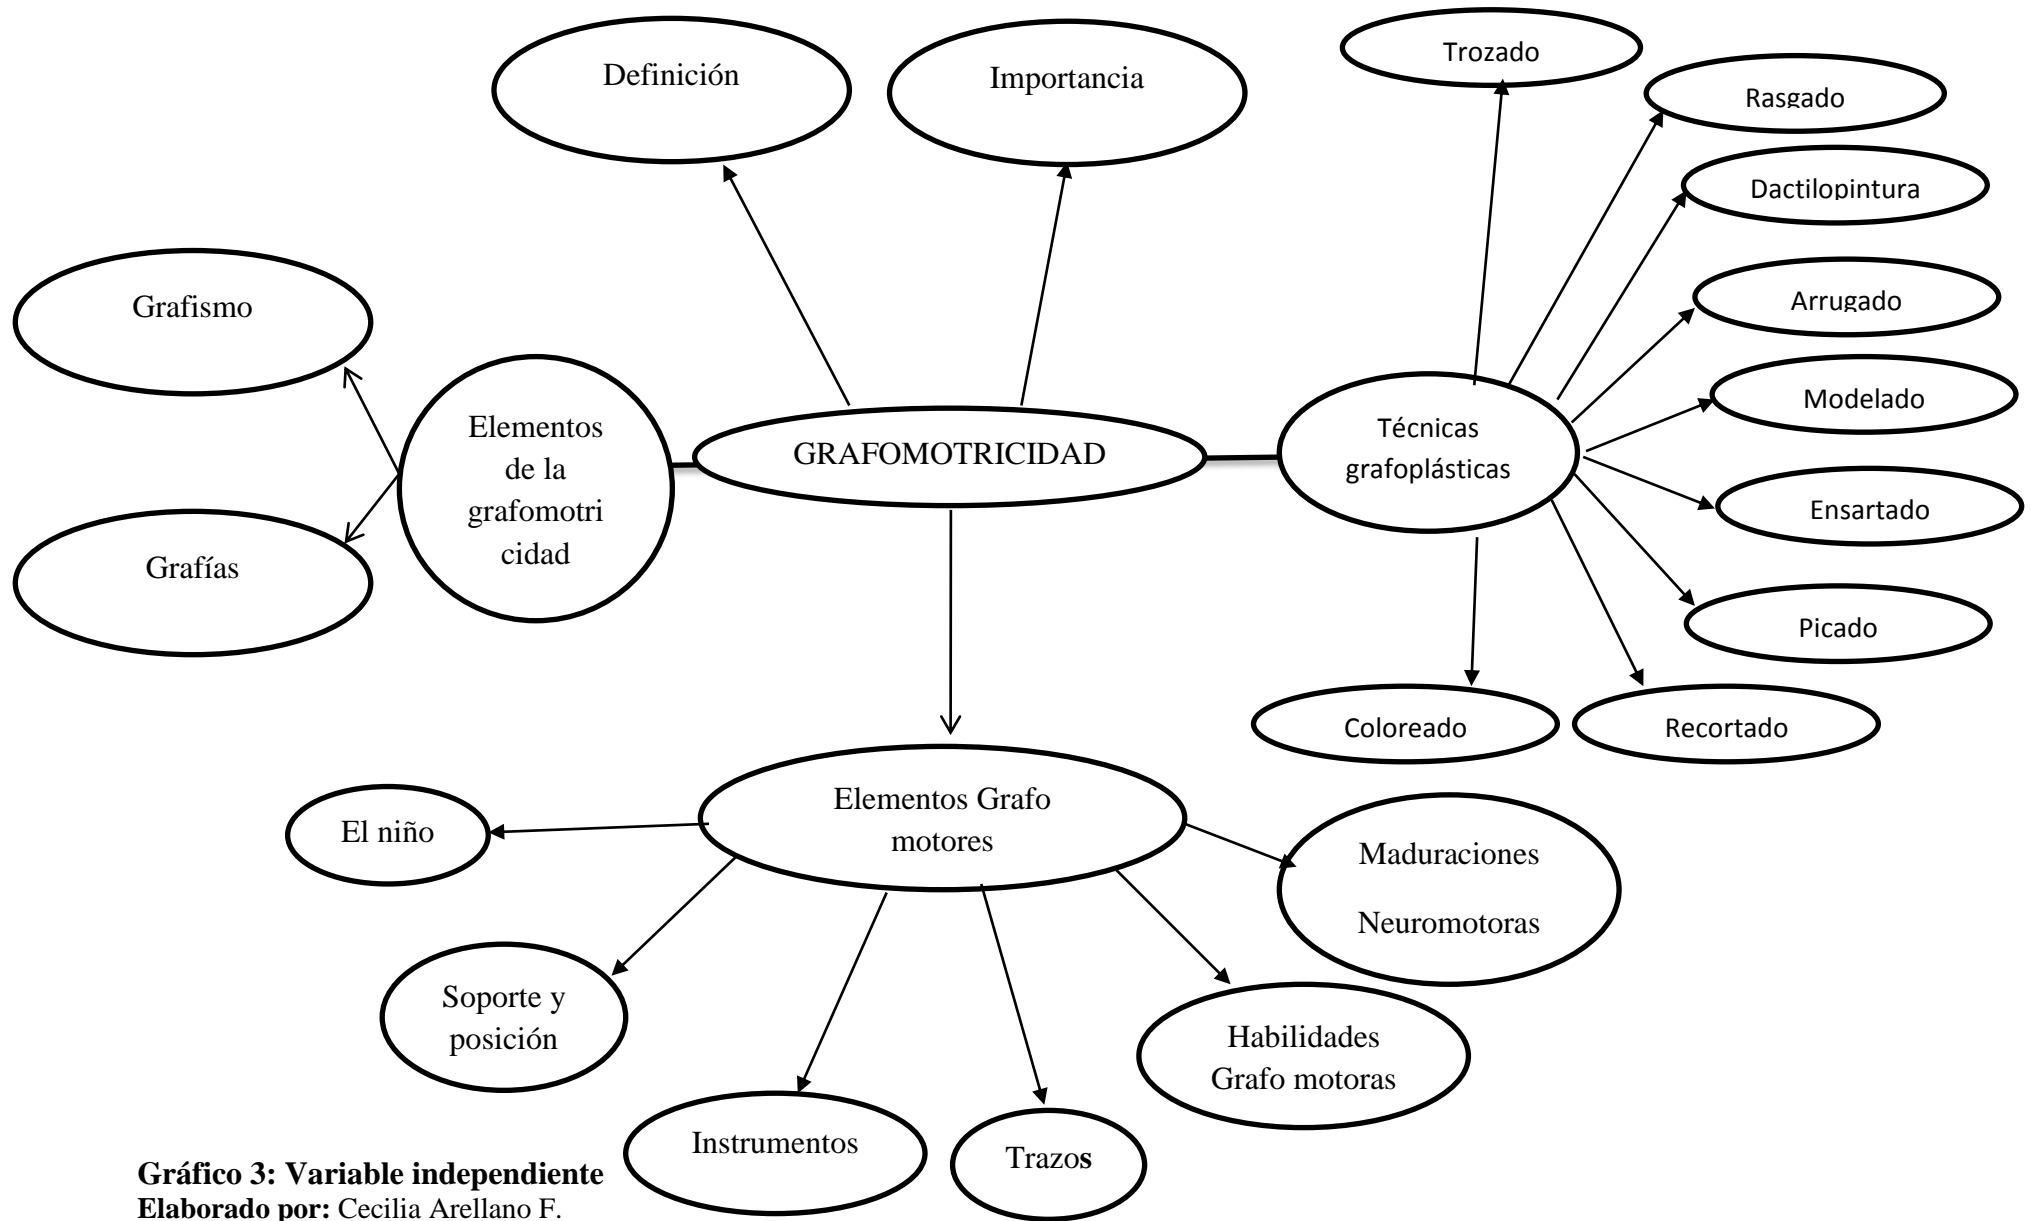 Definición
Importancia
Trozado
Rasgado
Dactilopintura
Arrugado
Modelado
Ensartado
Picado
Recortado
Coloreado
Técnicas
grafoplásticas
GRAFOMOTRICIDAD
Elementos
de la
grafomotri
cidad
Grafismo
Grafías
Elementos Grafo
motores
El niño
Soporte y
posición
Instrumentos
Trazos
Habilidades
Grafo motoras
Maduraciones
Neuromotoras
Gráfico 3: Variable independiente
Elaborado por: Cecilia Arellano F.